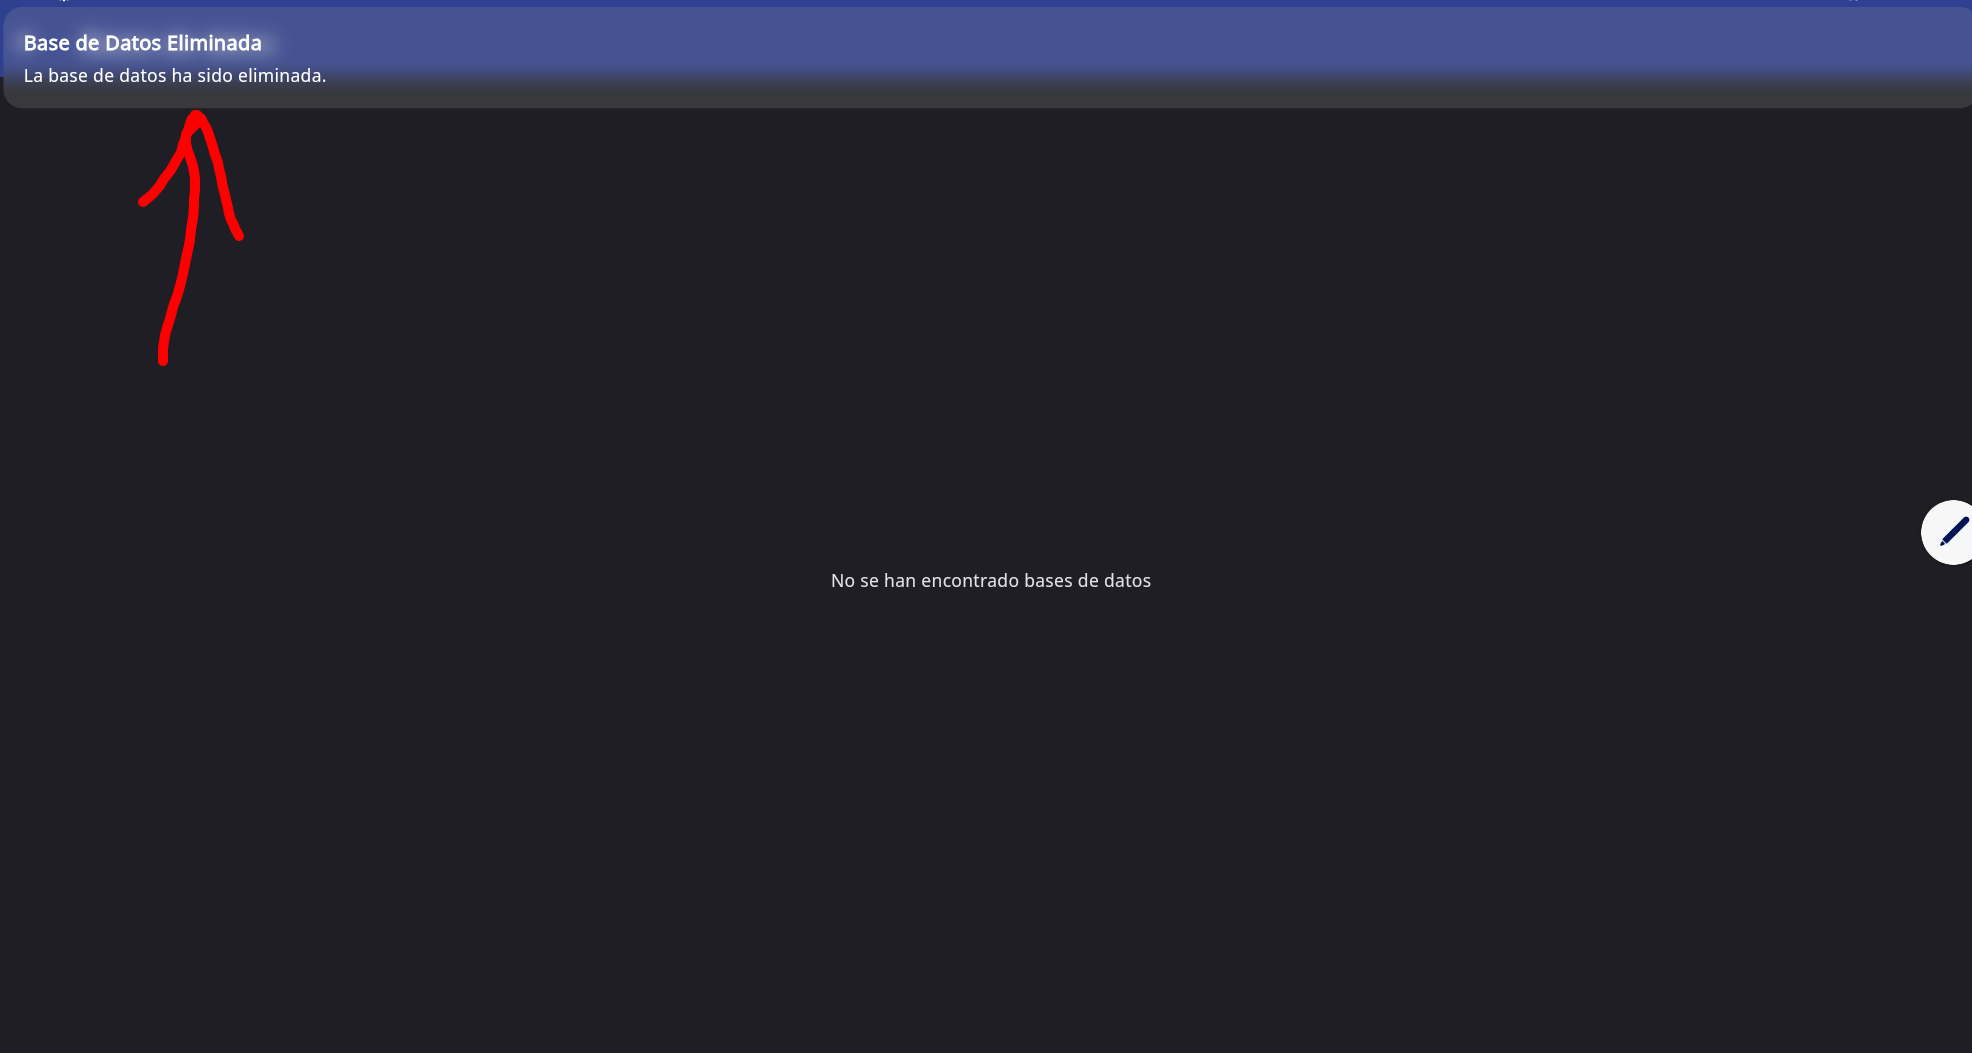 Base de Datos Eliminada
La base de datos ha sido eliminada.
No se han encontrado bases de datos